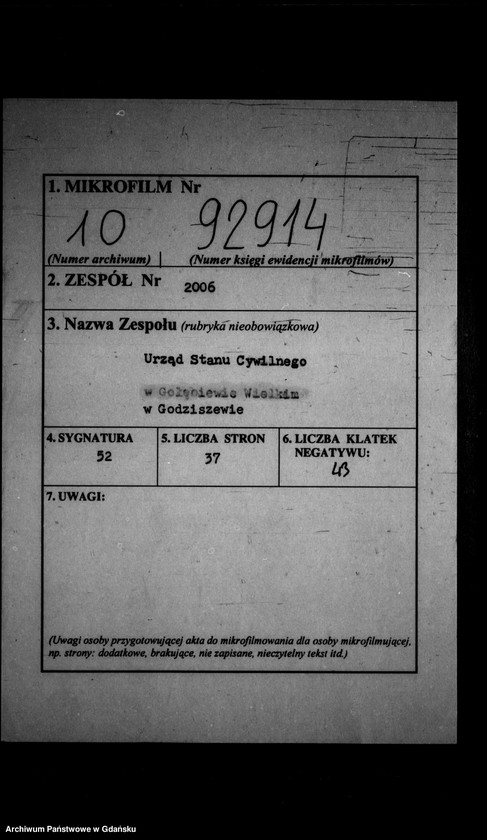 1. MIKROFILM Nr
10 92914
(Numer archiwum) (Numer księgi ewidencji mikrofilmów)
2. ZESPÓŁ Nr 2006
3. Nazwa Zespołu (rubryka nieobowiązkowa)
Urząd Stanu Cywilnego
w Wielkim
w Godziszewie
4. SYGNATURA 5. LICZBA STRON 6. LICZBA KLATEK
NEGATYWU:
52 37 43
7. UWAGI:
(Uwagi osoby przygotowującej akta do mikrofilmowania dla osoby mikrofilmującej,
np. strony: dodatkowe, brakujące, nie zapisane, nieczytelny tekst itd.)
Archiwum Państwowe w Gdańsku